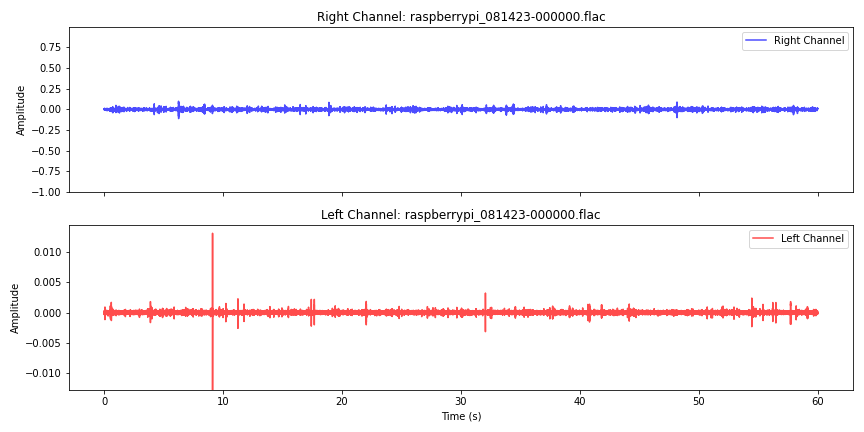 Right Channel: raspberrypi_081423-000000.flac
Right Channel
0.75
0.50
0.25
0.00
−0.25
−0.50
−0.75
−1.00
Amplitude
Left Channel: raspberrypi_081423-000000.flac
Left Channel
0.010
0.005
0.000
−0.005
−0.010
Amplitude
0 10 20 30 40 50 60
Time (s)